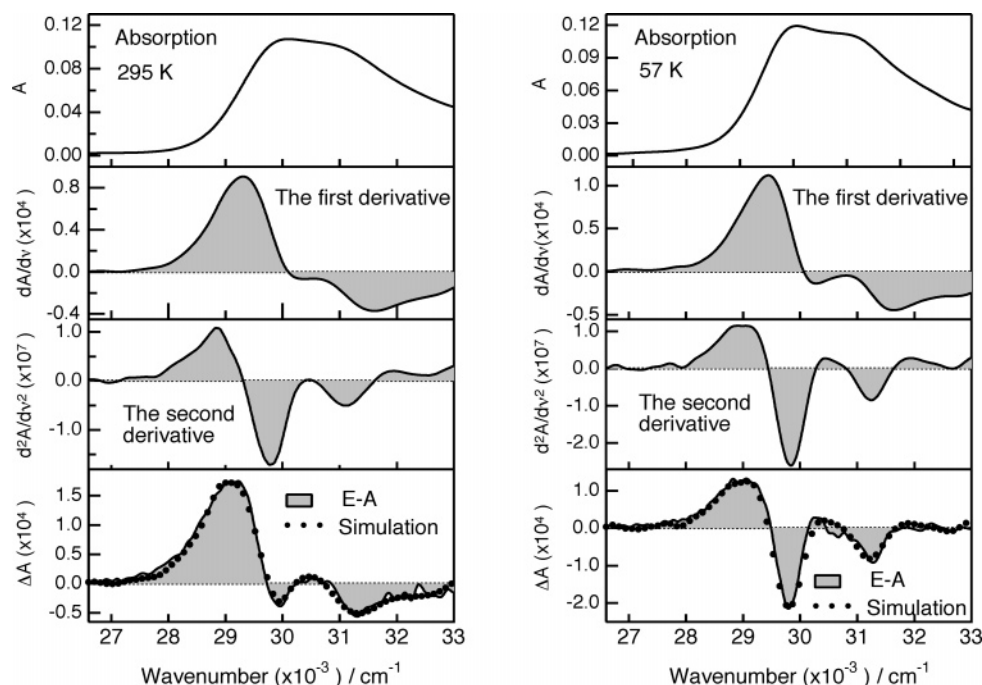 0.12
0.08
0.04
0.00
A
Absorption
295 K
0.8
0.4
0.0
-0.4
dA/dν (x10⁴)
The first derivative
1.0
0.0
-1.0
d²A/dν² (x10⁷)
The second
derivative
1.5
1.0
0.5
0.0
-0.5
ΔA (x10⁴)
E-A
Simulation
27 28 29 30 31 32 33
Wavenumber (x10⁻³) / cm⁻¹
0.12
0.09
0.06
0.03
0.00
A
Absorption
57 K
1.0
0.5
0.0
-0.5
dA/dν(x10⁴)
The first derivative
1.0
0.0
-1.0
-2.0
d²A/dν² (x10⁷)
The second
derivative
1.0
0.0
-1.0
-2.0
ΔA (x10⁴)
E-A
Simulation
27 28 29 30 31 32 33
Wavenumber (x10⁻³) / cm⁻¹